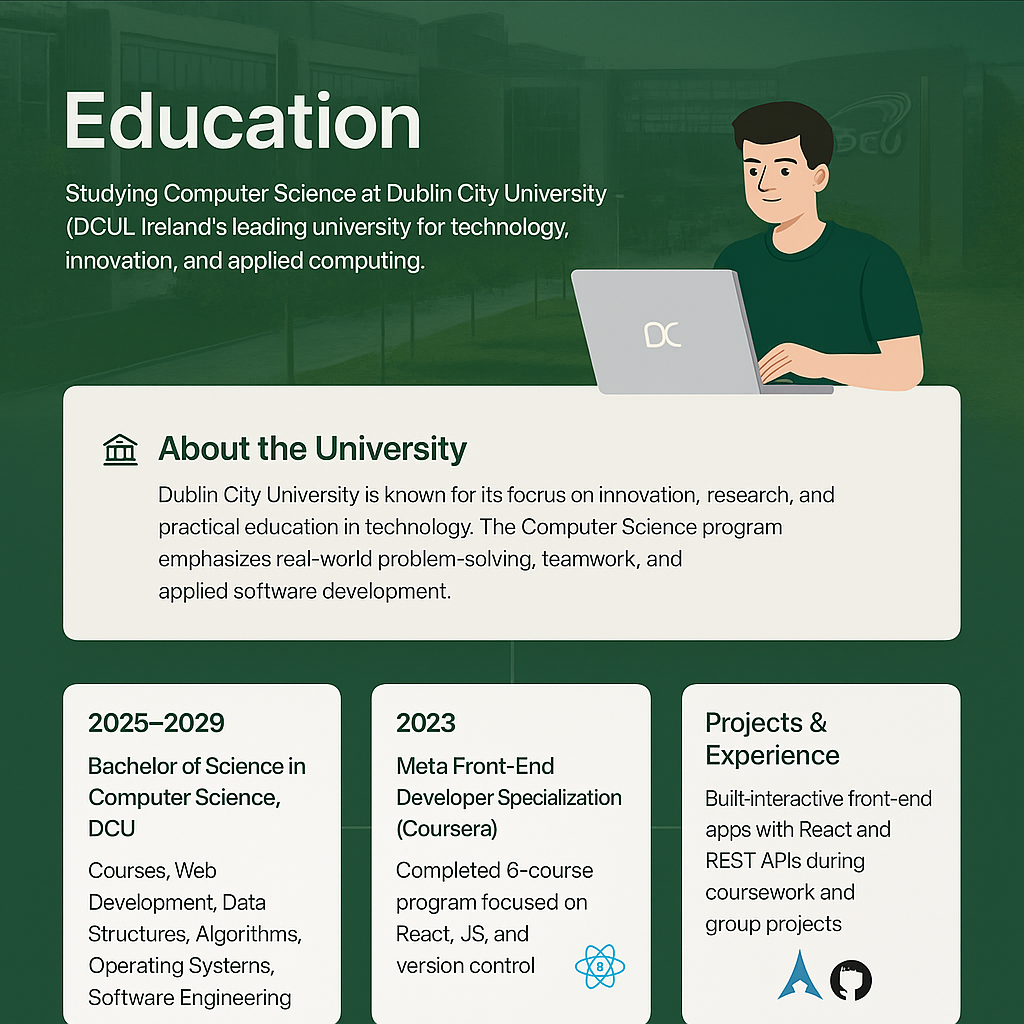 Education
Studying Computer Science at Dublin City University
(DCUL Ireland's leading university for technology,
innovation, and applied computing.
DCU
DC
About the University
Dublin City University is known for its focrus on innovation, research, and
practical education in technology. The Computer Science program
emphasizes real-world problem-solving, teamwork, and
applied software development.
2025–2029
Bachelor of Science in
Computer Science,
DCU
Courses, Web
Development, Data
Structures, Algorithms,
Operating Systerns,
Software Engineering
2023
Meta Front-End
Developer Specialization
(Coursera)
Completed 6-course
program focused on
React, JS, and
version control
8
Projects &
Experience
Built-interactive front-end
apps with React and
REST APIs during
coursework and
group projects